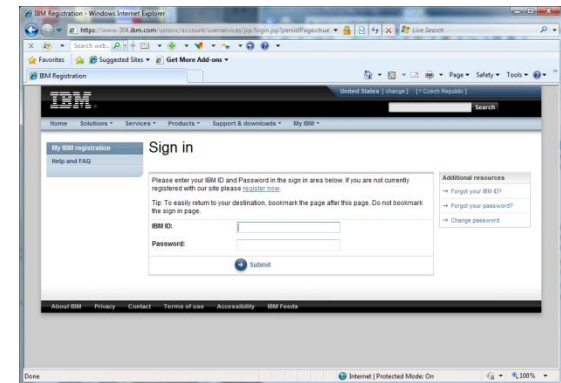 IBM Registration - Windows Internet Explorer
https://www-304.ibm.com/usrsrvc/account/userservices/jsp/login.jsp?persistPage=true
Live Search
Search web...
Favorites Suggested Sites Get More Add-ons
IBM Registration
Page Safety Tools
United States [ change ] [ Czech Republic ]
IBM
Search
Home Solutions Services Products Support & downloads My IBM
My IBM registration
Help and FAQ
Sign in
Please enter your IBM ID and Password in the sign in area below. If you are not currently
registered with our site please register now.
Tip: To easily return to your destination, bookmark the page after this page. Do not bookmark
the sign in page.
IBM ID:
Password:
Submit
Additional resources
→ Forgot your IBM ID?
→ Forgot your password?
→ Change password
About IBM Privacy Contact Terms of use Accessibility IBM Feeds
Done
Internet | Protected Mode: On
100%